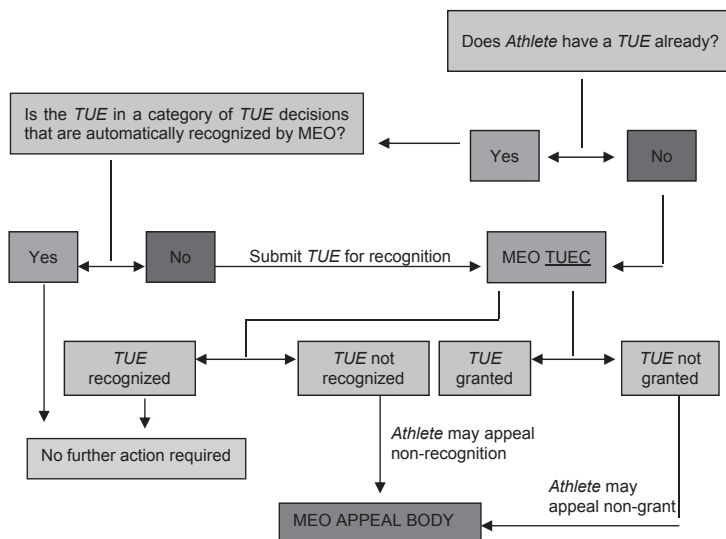 Does Athlete have a TUE already?
Is the TUE in a category of TUE decisions
that are automatically recognized by MEO?
Yes
No
Yes
No
Submit TUE for recognition
MEO TUEC
TUE
recognized
TUE not
recognized
TUE
granted
TUE not
granted
No further action required
Athlete may appeal
non-recognition
Athlete may
appeal non-grant
MEO APPEAL BODY